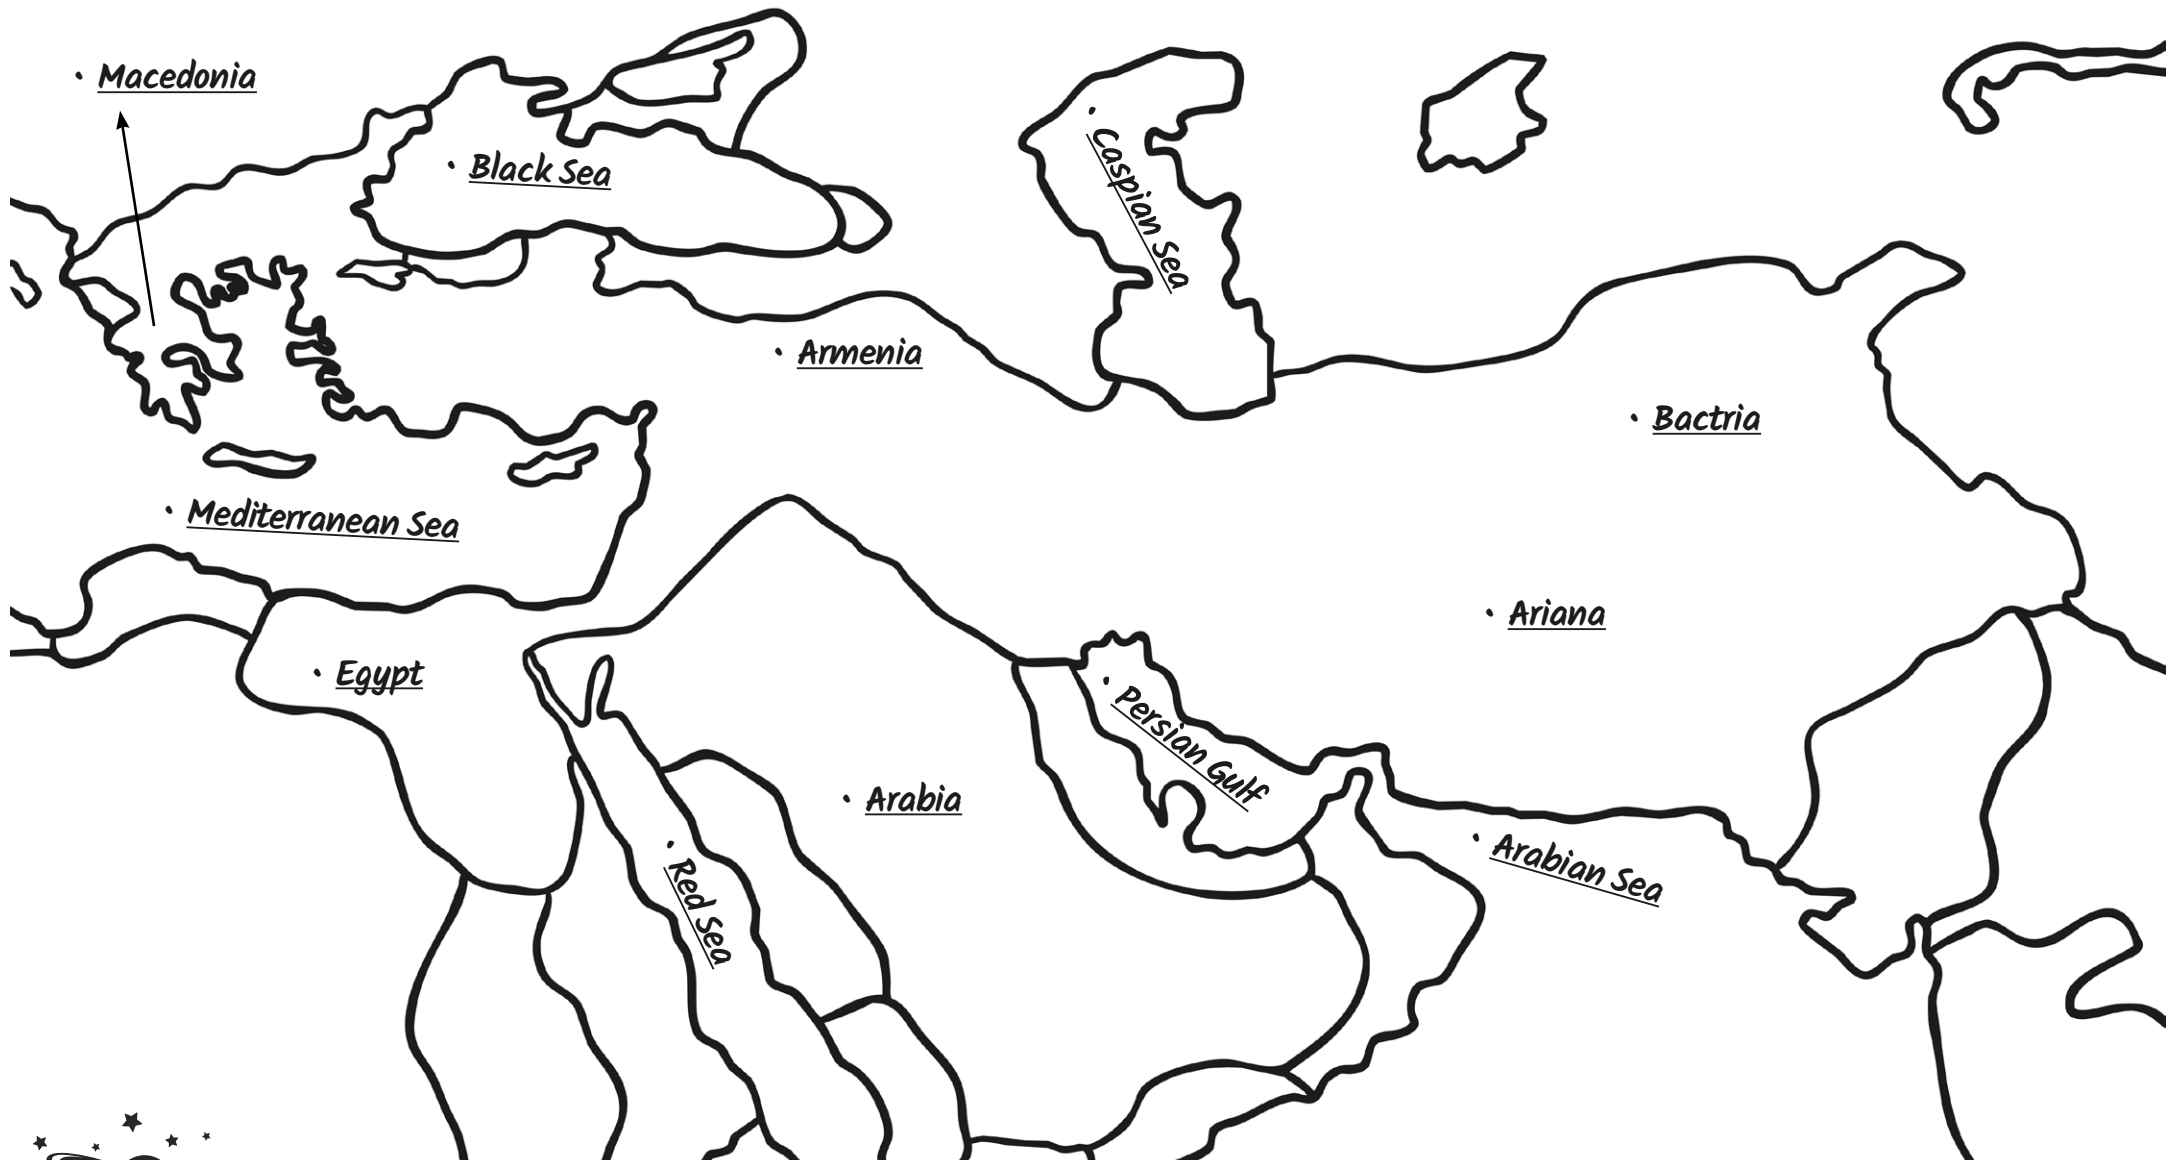 Macedonia
Black Sea
Caspian Sea
Armenia
Bactria
Mediterranean Sea
Ariana
Egypt
Persian Gulf
Arabia
Arabian Sea
Red Sea